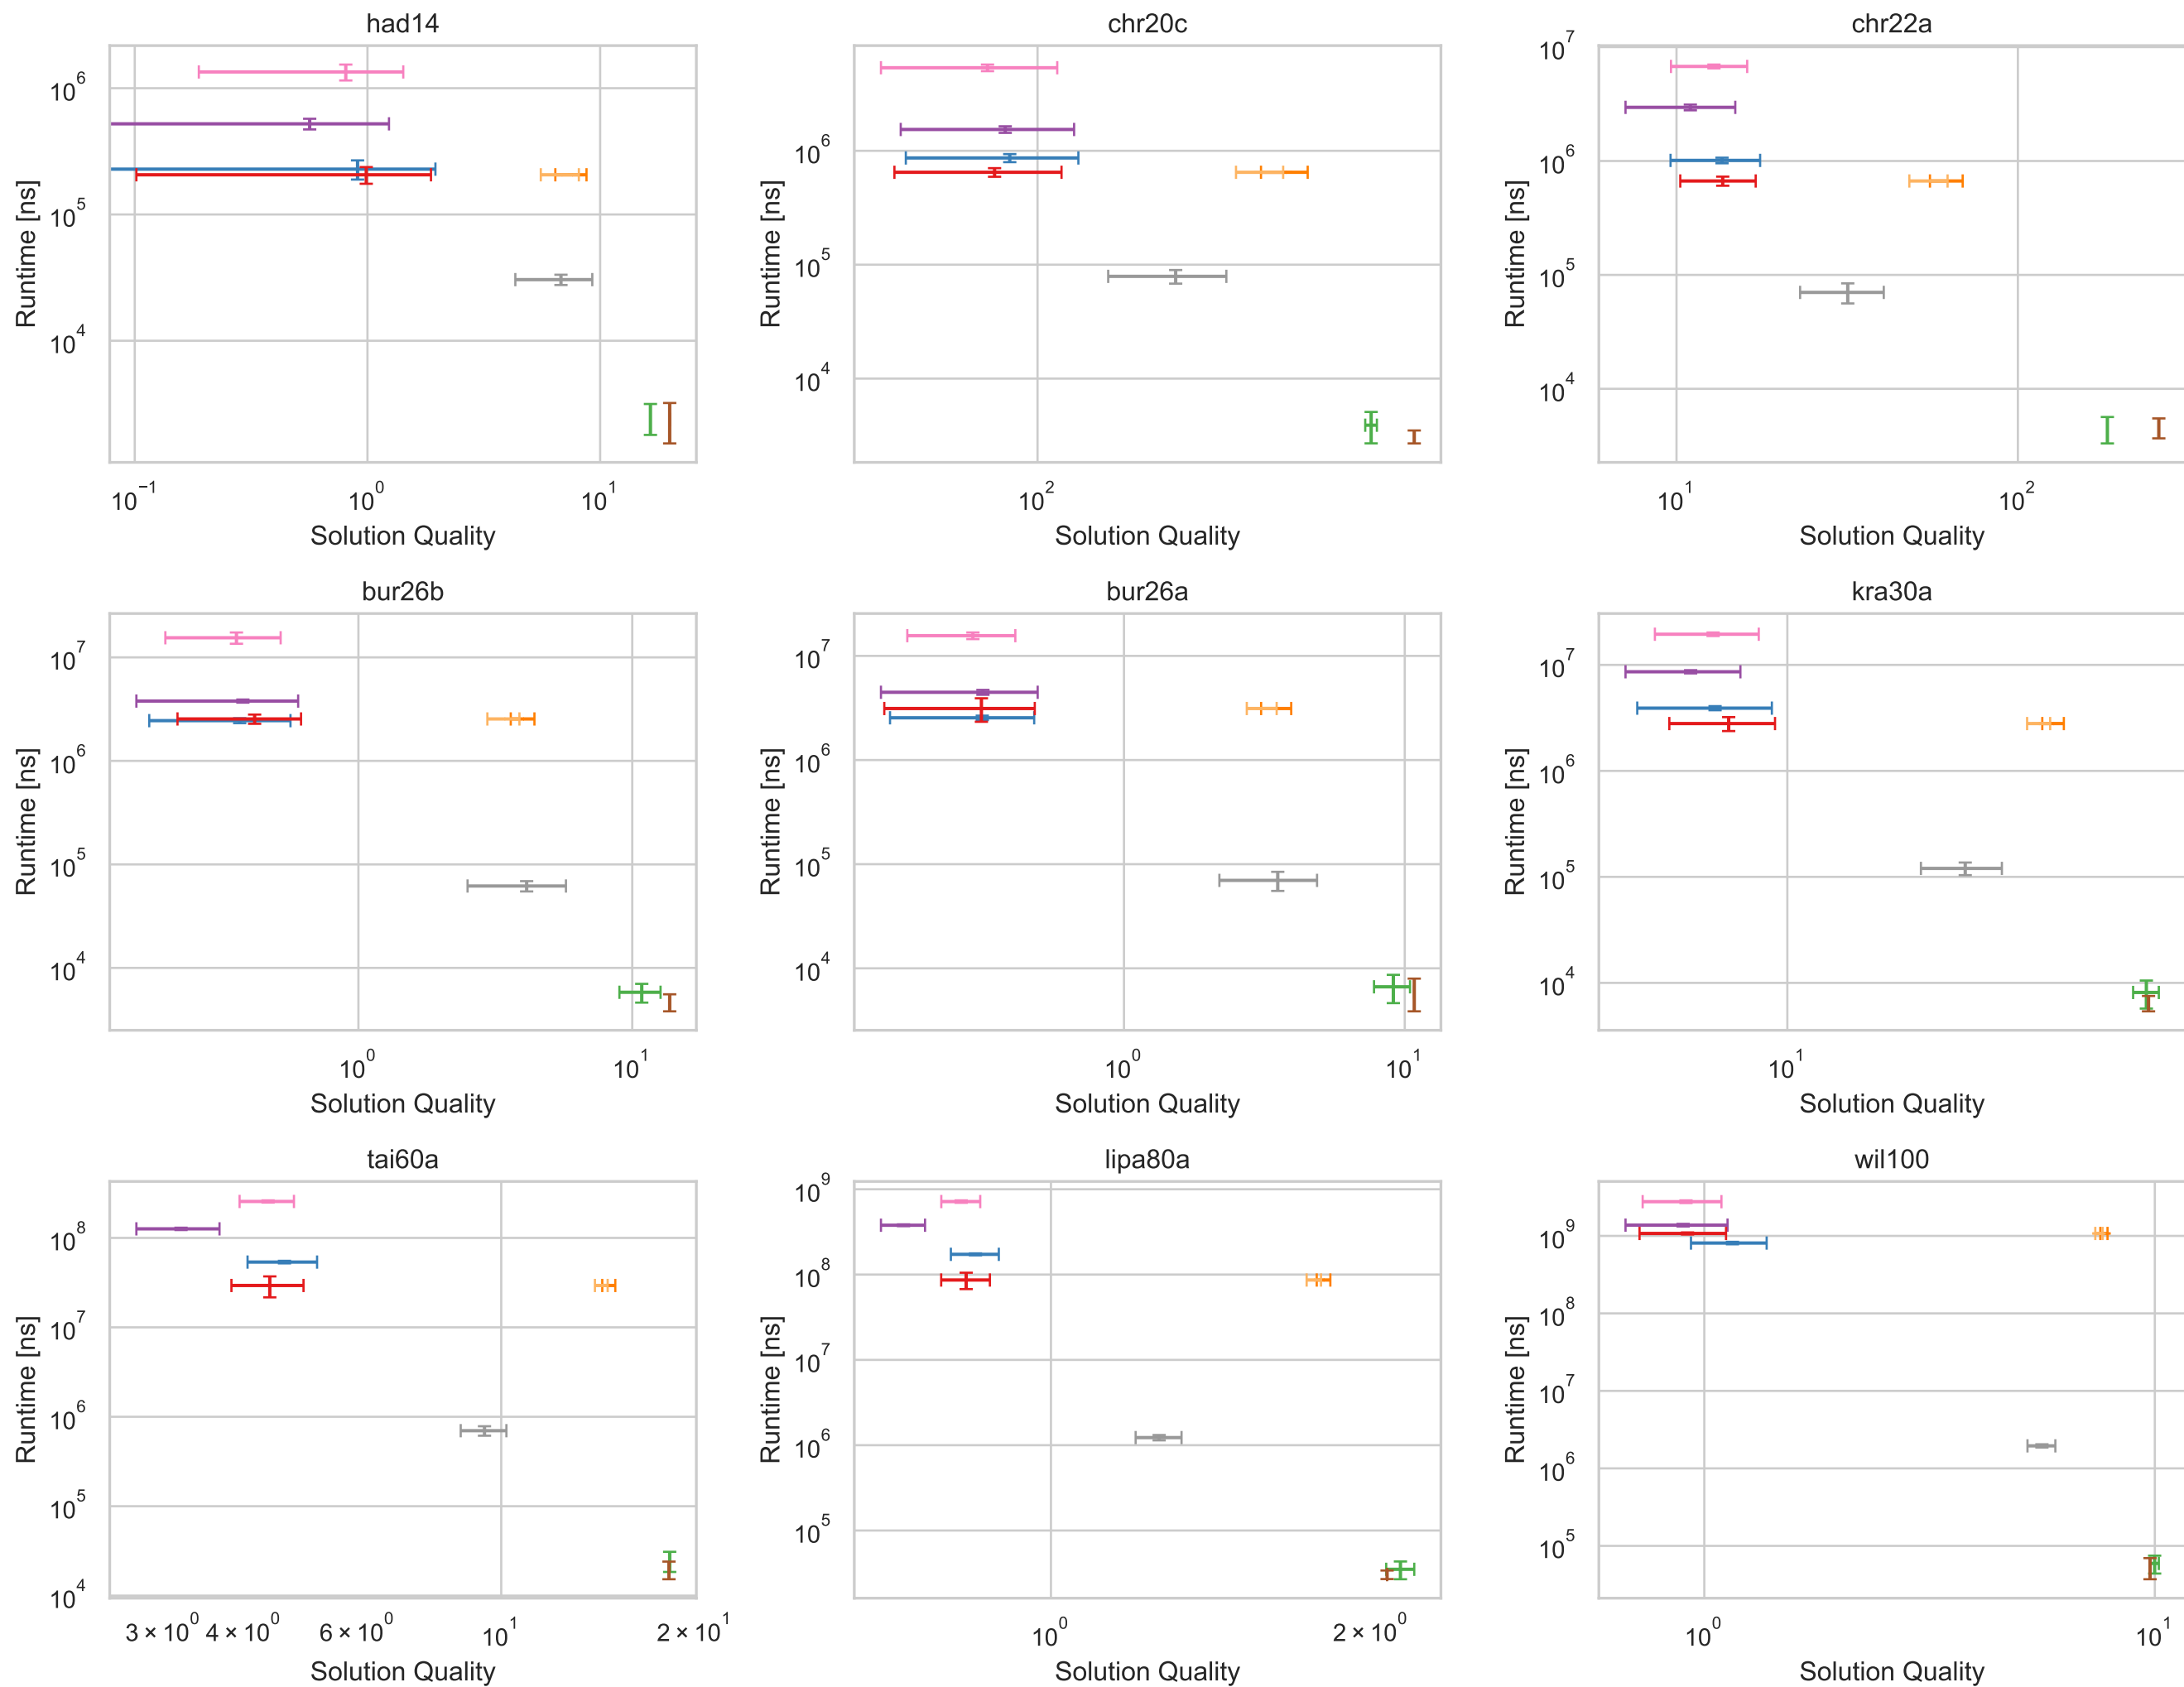 had14
chr20c
chr22a
Runtime [ns]
10^6
10^5
10^4
Runtime [ns]
10^6
10^5
10^4
Runtime [ns]
10^7
10^6
10^5
10^4
10^−1 10^0 10^1
10^2
10^1 10^2
Solution Quality
Solution Quality
Solution Quality
bur26b
bur26a
kra30a
Runtime [ns]
10^7
10^6
10^5
10^4
Runtime [ns]
10^7
10^6
10^5
10^4
Runtime [ns]
10^7
10^6
10^5
10^4
10^0 10^1
10^0 10^1
10^1
Solution Quality
Solution Quality
Solution Quality
tai60a
lipa80a
wil100
Runtime [ns]
10^8
10^7
10^6
10^5
10^4
Runtime [ns]
10^9
10^8
10^7
10^6
10^5
Runtime [ns]
10^9
10^8
10^7
10^6
10^5
3 × 10^0 4 × 10^0 6 × 10^0 10^1 2 × 10^1
10^0 2 × 10^0
10^0 10^1
Solution Quality
Solution Quality
Solution Quality